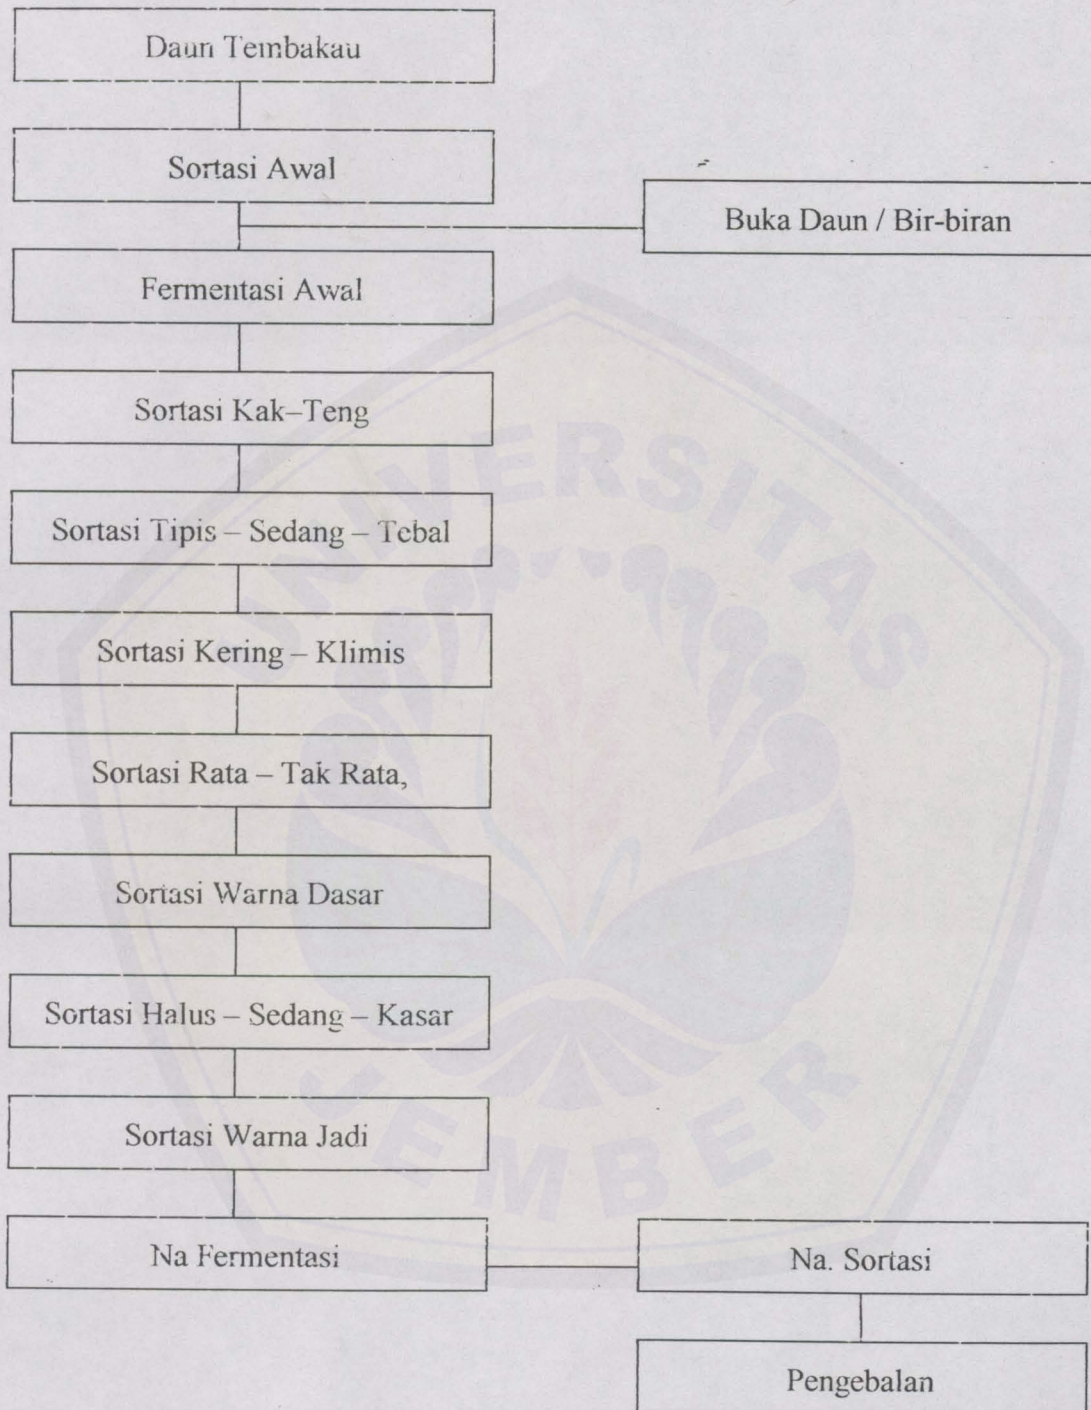 Daun Tembakau
Sortasi Awal
Buka Daun / Bir-biran
Fermentasi Awal
Sortasi Kak–Teng
Sortasi Tipis – Sedang – Tebal
Sortasi Kering – Klimis
Sortasi Rata – Tak Rata,
Sortasi Warna Dasar
Sortasi Halus – Sedang – Kasar
Sortasi Warna Jadi
Na Fermentasi
Na. Sortasi
Pengebalan
UNIVERSITAS
JEMBER